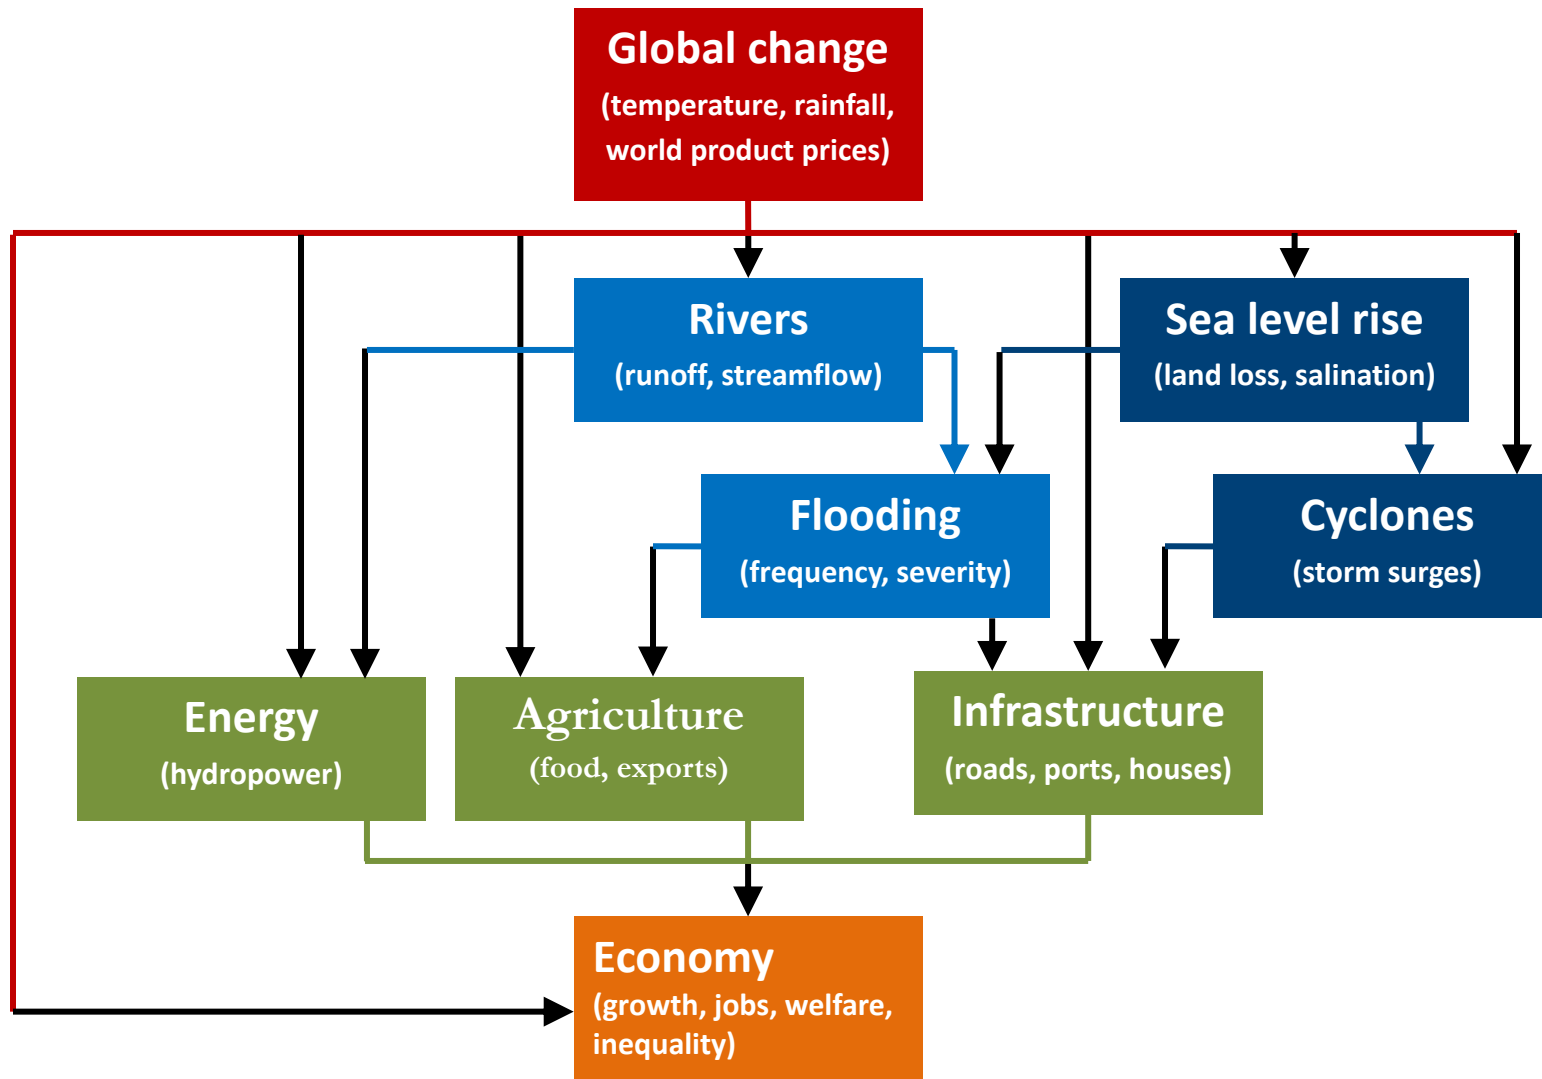 Global change
(temperature, rainfall,
world product prices)
Rivers
(runoff, streamflow)
Sea level rise
(land loss, salination)
Flooding
(frequency, severity)
Cyclones
(storm surges)
Energy
(hydropower)
Agriculture
(food, exports)
Infrastructure
(roads, ports, houses)
Economy
(growth, jobs, welfare,
inequality)